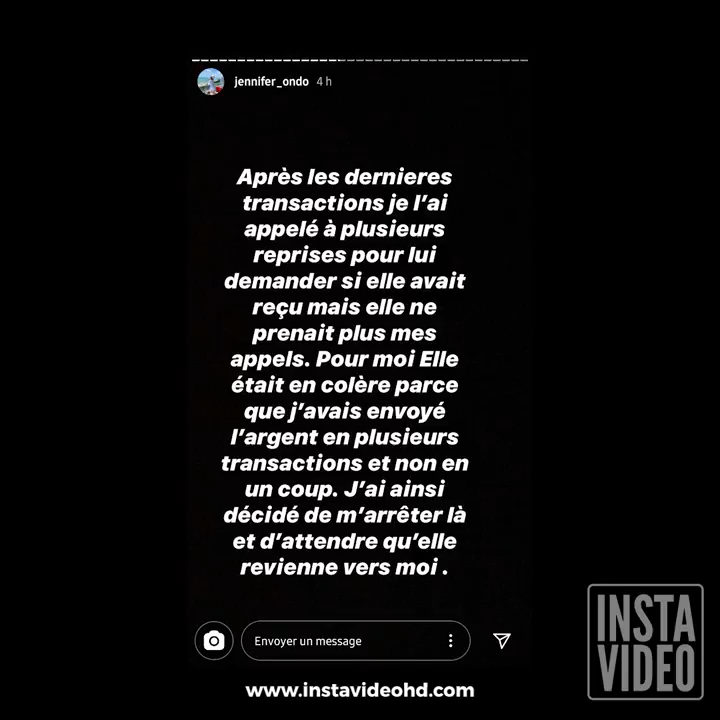 jennifer_ondo 4 h
Après les dernieres
transactions je l'ai
appelé à plusieurs
reprises pour lui
demander si elle avait
reçu mais elle ne
prenait plus mes
appels. Pour moi Elle
était en colère parce
que j'avais envoyé
l'argent en plusieurs
transactions et non en
un coup. J'ai ainsi
décidé de m'arrêter là
et d'attendre qu'elle
revienne vers moi .
Envoyer un message
INSTA
VIDEO
www.instavideohd.com